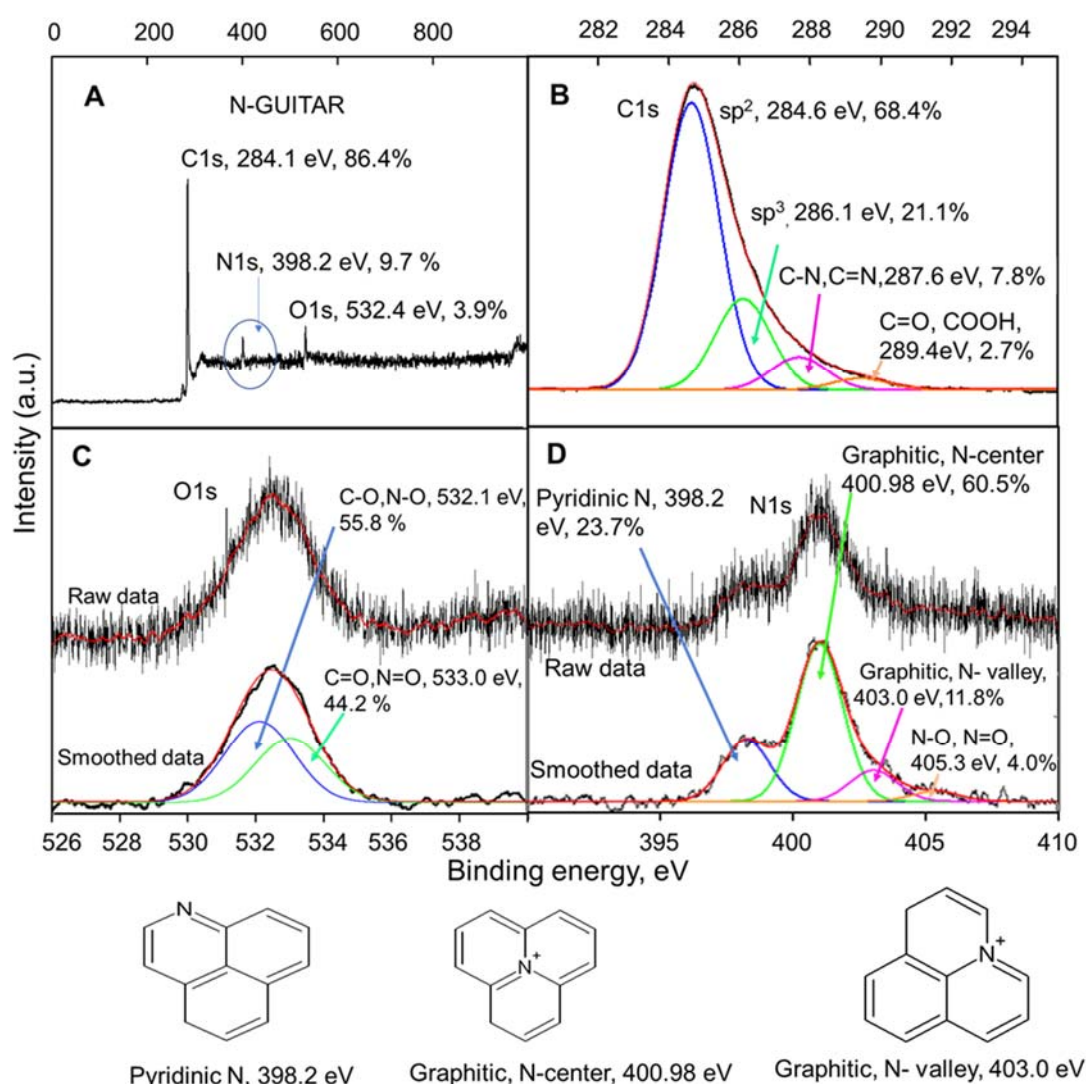 0 200 400 600 800
282 284 286 288 290 292 294
Intensity (a.u.)
A
N-GUITAR
C1s, 284.1 eV, 86.4%
N1s, 398.2 eV, 9.7 %
O1s, 532.4 eV, 3.9%
B
C1s
sp², 284.6 eV, 68.4%
sp³, 286.1 eV, 21.1%
C-N,C=N,287.6 eV, 7.8%
C=O, COOH,
289.4eV, 2.7%
C
O1s
C-O,N-O, 532.1 eV,
55.8 %
Raw data
C=O,N=O, 533.0 eV,
44.2 %
Smoothed data
D
Graphitic, N-center
400.98 eV, 60.5%
Pyridinic N, 398.2
eV, 23.7%
N1s
Raw data
Graphitic, N- valley,
403.0 eV,11.8%
N-O, N=O,
405.3 eV, 4.0%
Smoothed data
526 528 530 532 534 536 538
395 400 405 410
Binding energy, eV
N
N+
N+
Pyridinic N, 398.2 eV
Graphitic, N-center, 400.98 eV
Graphitic, N- valley, 403.0 eV